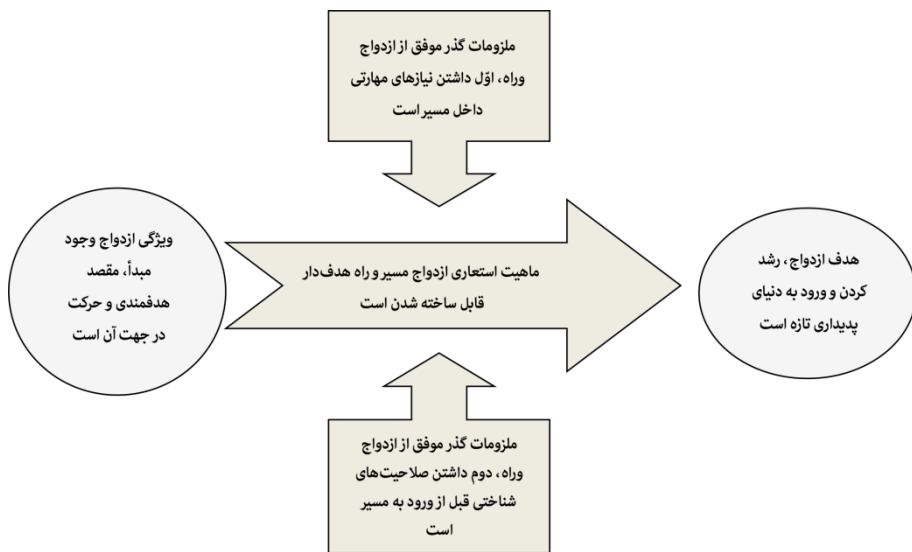 ملزومات گذر موفق از ازدواج
وراه، اوّل داشتن نیازهای مهارتی
داخل مسیر است
ویژگی ازدواج وجود
مبدأ، مقصد
هدفمندی و حرکت
در جهت آن است
ماهیت استعاری ازدواج مسیر و راه هدف‌دار
قابل ساخته شدن است
هدف ازدواج، رشد
کردن و ورود به دنیای
پدیداری تازه است
ملزومات گذر موفق از ازدواج
وراه، دوم داشتن صلاحیت‌های
شناختی قبل از ورود به مسیر
است